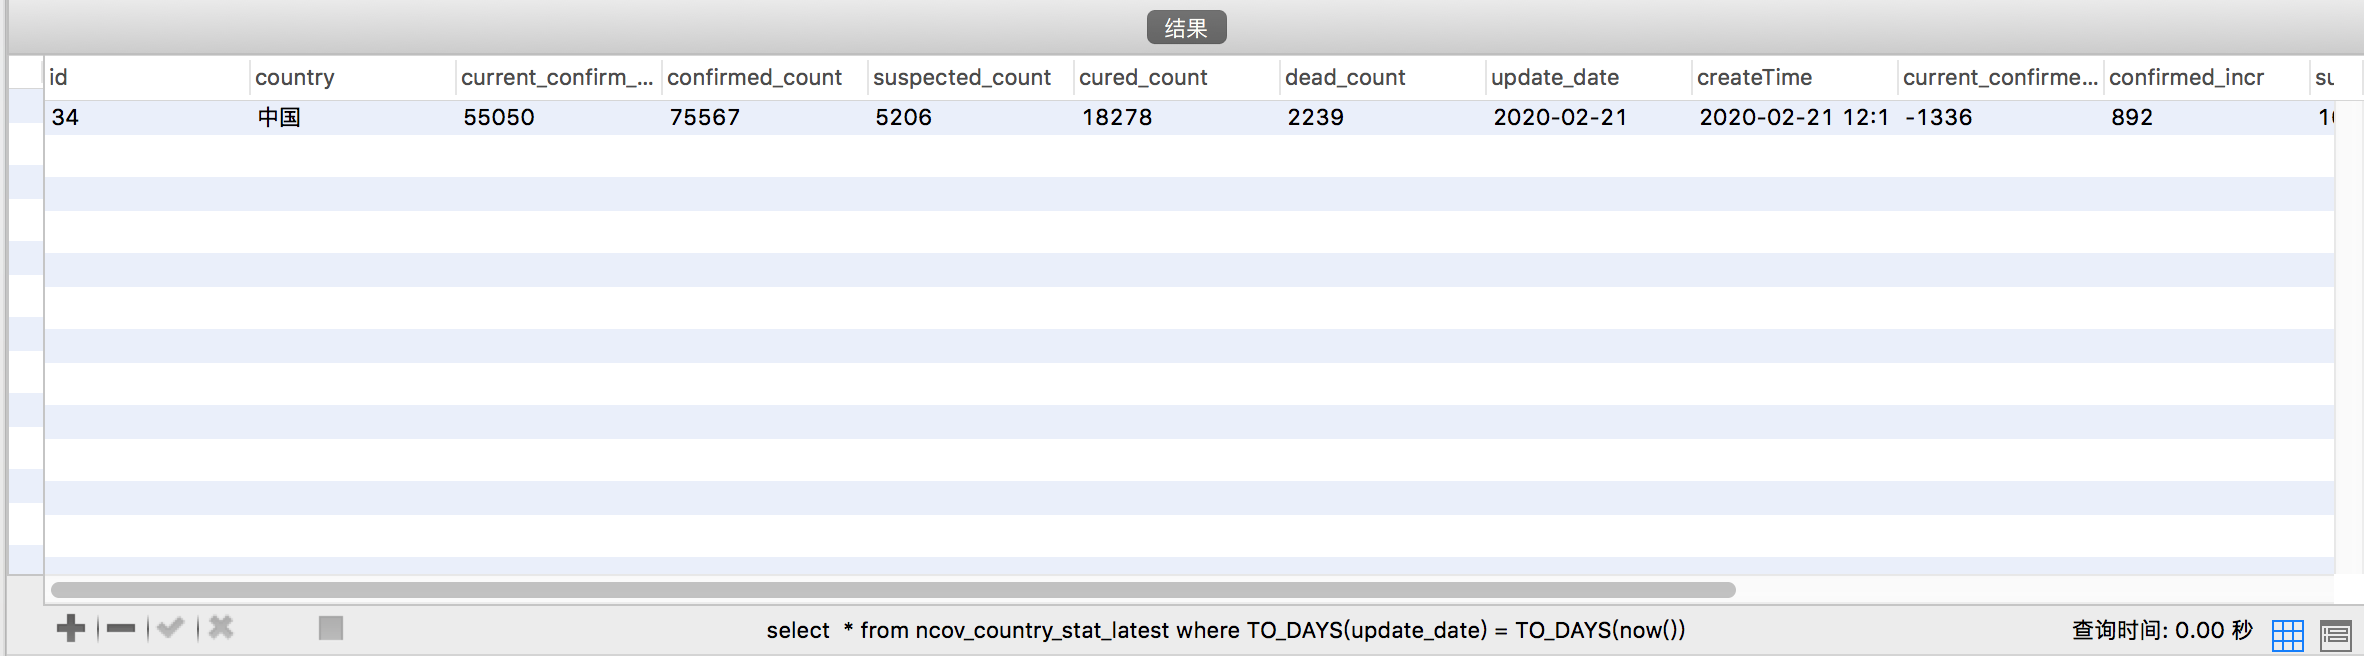 结果
id country current_confirm_... confirmed_count suspected_count cured_count dead_count update_date createTime current_confirme... confirmed_incr su
34 中国 55050 75567 5206 18278 2239 2020-02-21 2020-02-21 12:1 -1336 892
select * from ncov_country_stat_latest where TO_DAYS(update_date) = TO_DAYS(now()) 查询时间: 0.00 秒